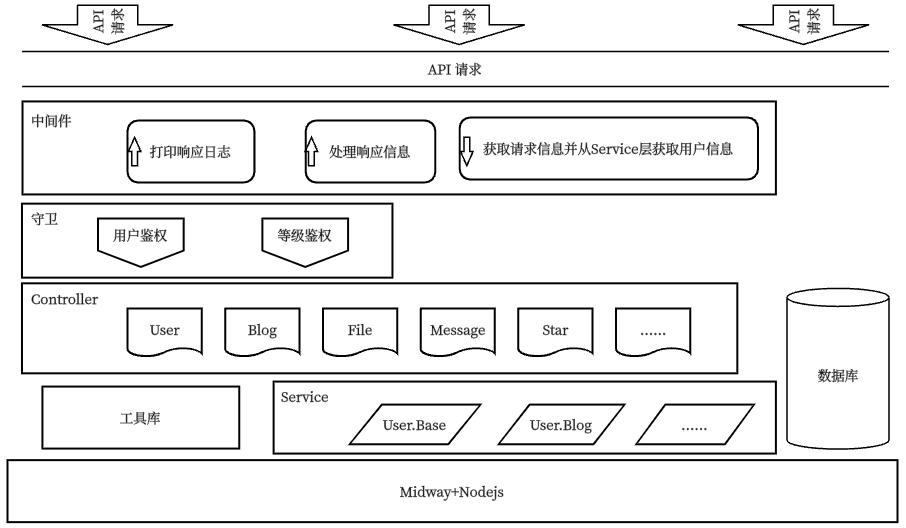 API
请求
API
请求
API
请求
API 请求
中间件
打印响应日志
处理响应信息
获取请求信息并从Service层获取用户信息
守卫
用户鉴权
等级鉴权
Controller
User
Blog
File
Message
Star
......
数据库
工具库
Service
User.Base
User.Blog
......
Midway+Nodejs